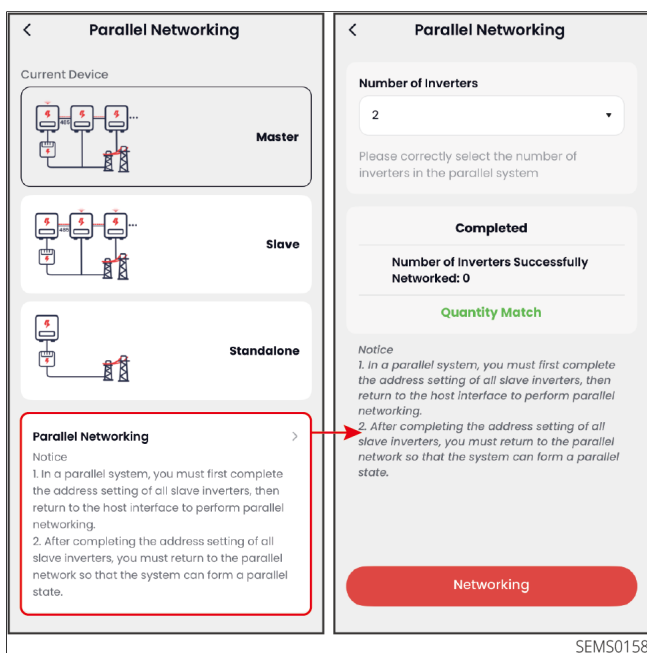 Parallel Networking
Current Device
485
Master
485
Slave
Standalone
Parallel Networking
Notice
1. In a parallel system, you must first complete
the address setting of all slave inverters, then
return to the host interface to perform parallel
networking.
2. After completing the address setting of all
slave inverters, you must return to the parallel
network so that the system can form a parallel
state.
Parallel Networking
Number of Inverters
2
Please correctly select the number of
inverters in the parallel system
Completed
Number of Inverters Successfully
Networked: 0
Quantity Match
Notice
1. In a parallel system, you must first complete
the address setting of all slave inverters, then
return to the host interface to perform parallel
networking.
2. After completing the address setting of all
slave inverters, you must return to the parallel
network so that the system can form a parallel
state.
Networking
SEMS0158